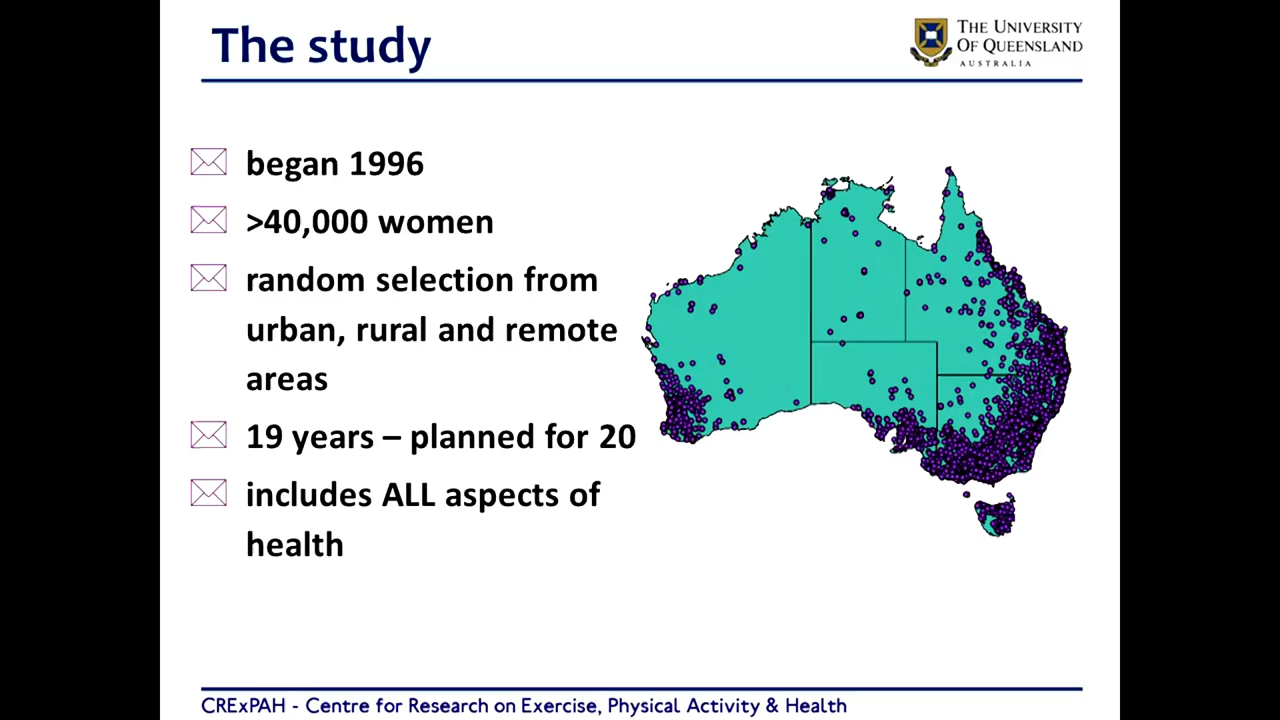 The study
THE UNIVERSITY
OF QUEENSLAND
AUSTRALIA
began 1996
>40,000 women
random selection from
urban, rural and remote
areas
19 years – planned for 20
includes ALL aspects of
health
CRExPAH - Centre for Research on Exercise, Physical Activity & Health